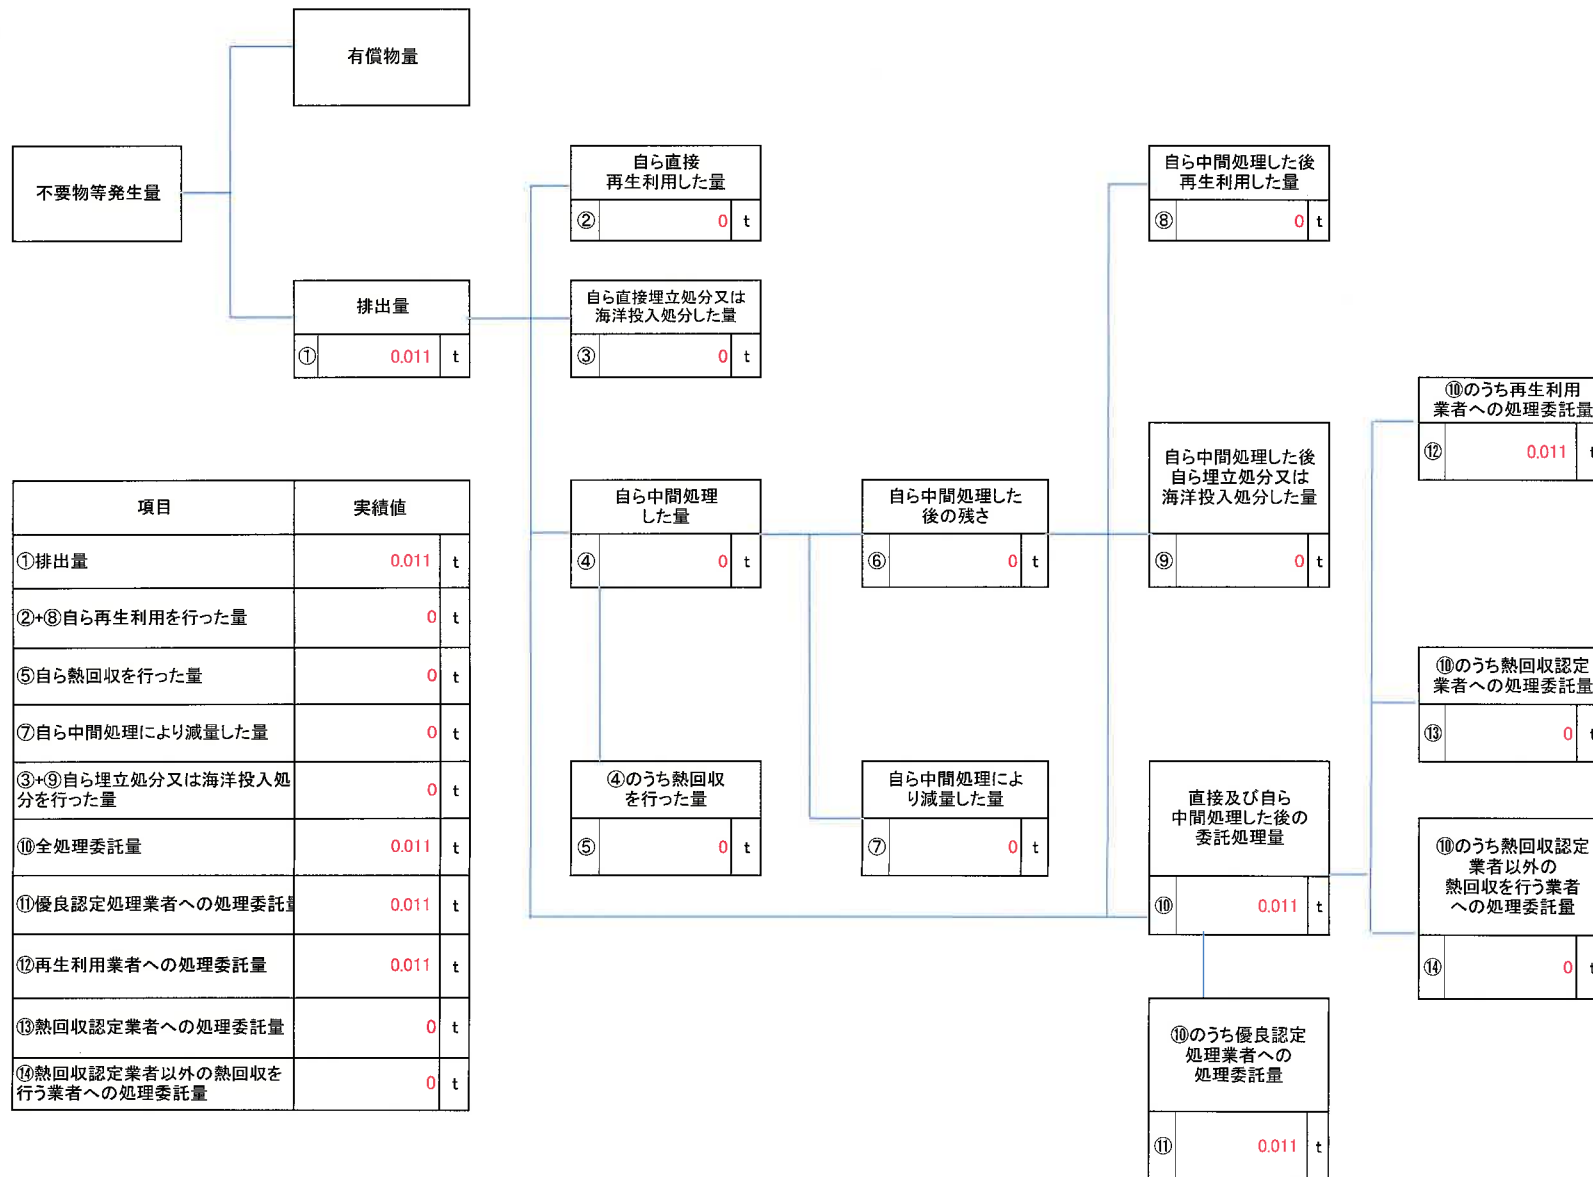 有償物量
不要物等発生量
排出量
① 0.011 t
自ら直接
再生利用した量
② 0 t
自ら直接埋立処分又は
海洋投入処分した量
③ 0 t
自ら中間処理
した量
④ 0 t
④のうち熱回収
を行った量
⑤ 0 t
自ら中間処理した
後の残さ
⑥ 0 t
自ら中間処理によ
り減量した量
⑦ 0 t
自ら中間処理した後
再生利用した量
⑧ 0 t
自ら中間処理した後
自ら埋立処分又は
海洋投入処分した量
⑨ 0 t
直接及び自ら
中間処理した後の
委託処理量
⑩ 0.011 t
⑩のうち優良認定
処理業者への
処理委託量
⑪ 0.011 t
⑩のうち再生利用
業者への処理委託量
⑫ 0.011 t
⑩のうち熱回収認定
業者への処理委託量
⑬ 0 t
⑩のうち熱回収認定
業者以外の
熱回収を行う業者
への処理委託量
⑭ 0 t
項目 実績値
①排出量 0.011 t
②+⑧自ら再生利用を行った量 0 t
⑤自ら熱回収を行った量 0 t
⑦自ら中間処理により減量した量 0 t
③+⑨自ら埋立処分又は海洋投入処
分を行った量 0 t
⑩全処理委託量 0.011 t
⑪優良認定処理業者への処理委託量 0.011 t
⑫再生利用業者への処理委託量 0.011 t
⑬熱回収認定業者への処理委託量 0 t
⑭熱回収認定業者以外の熱回収を
行う業者への処理委託量 0 t